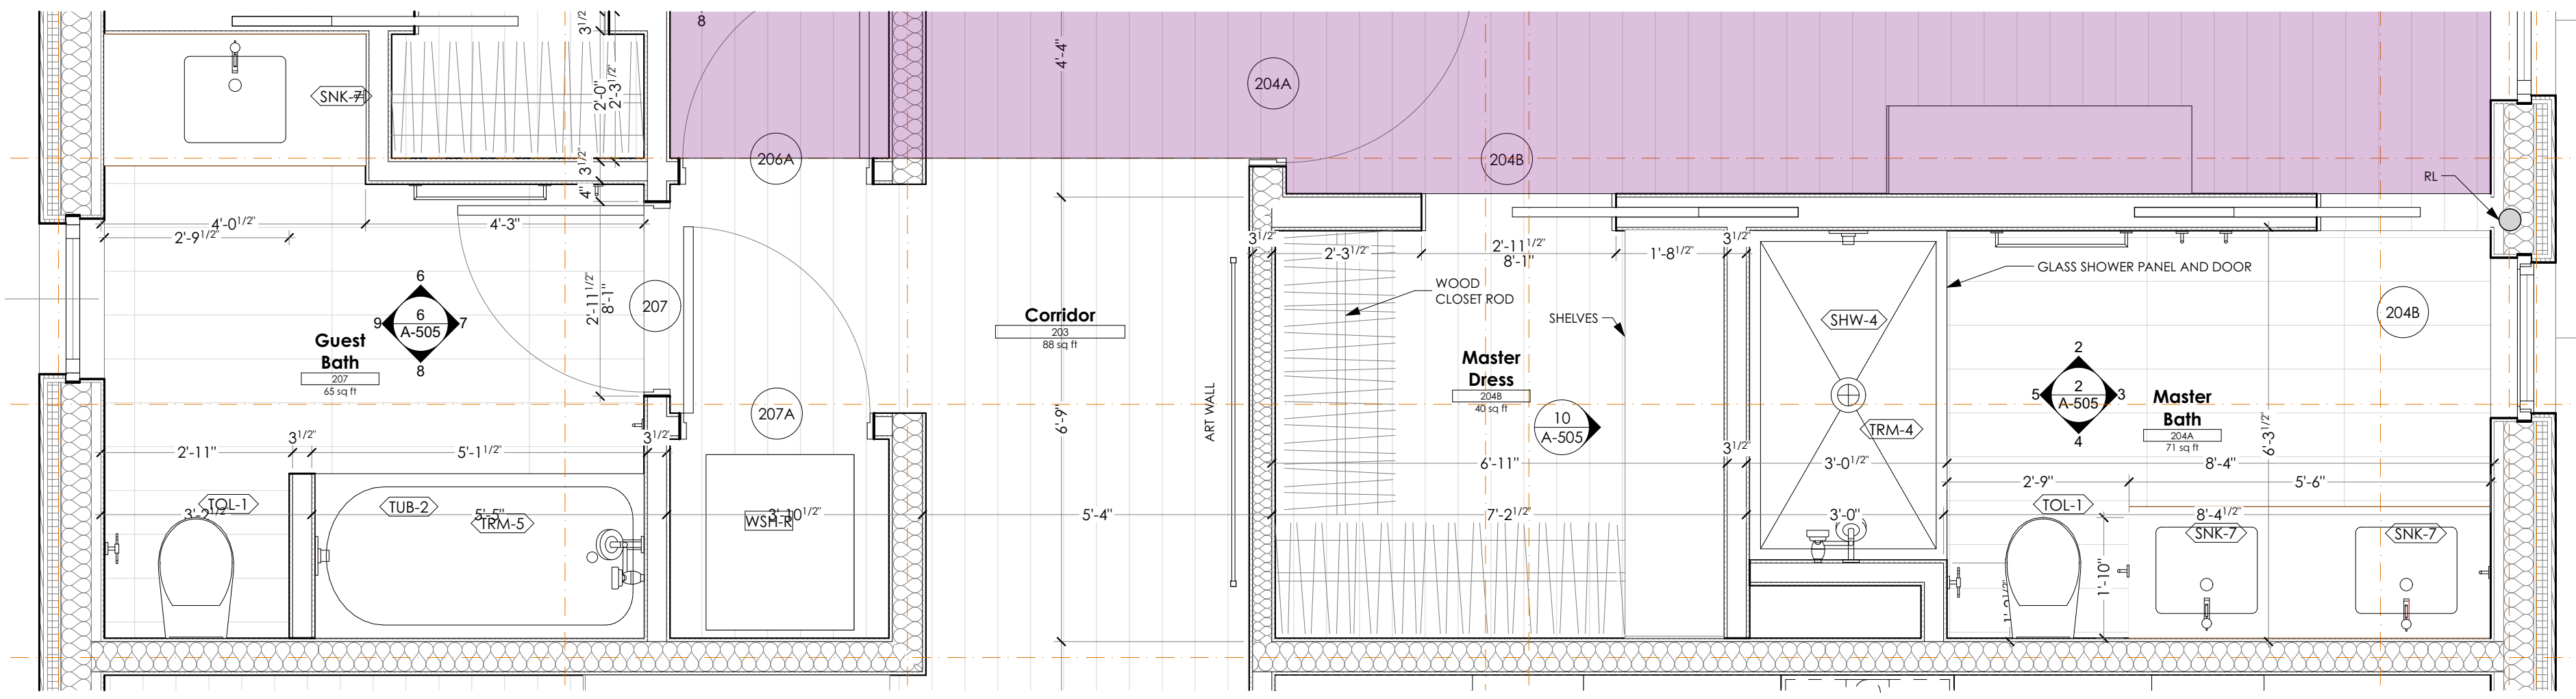 8
3 1/2"
4'-4"
204A
SNK-7
2'-0"
2'-3 1/2"
206A
204B
3 1/2"
4"
RL
4'-0 1/2"
4'-3"
2'-9 1/2"
3 1/2"
2'-3 1/2"
2'-11 1/2"
8'-1"
1'-8 1/2"
3 1/2"
GLASS SHOWER PANEL AND DOOR
WOOD
CLOSET ROD
2'-11 1/2"
8'-1"
207
6
9
6
A-505
7
8
Guest
Bath
207
65 sq ft
Corridor
203
88 sq ft
SHELVES
SHW-4
204B
Master
Dress
204B
40 sq ft
2
5
2
A-505
3
4
Master
Bath
204A
71 sq ft
207A
6'-9"
ART WALL
10
A-505
TRM-4
6'-3 1/2"
2'-11"
3 1/2"
5'-1 1/2"
3 1/2"
6'-11"
3 1/2"
3'-0 1/2"
8'-4"
2'-9"
5'-6"
TOL-1
TUB-2
TRM-5
5'-5"
WSH-R
3'-10 1/2"
5'-4"
7'-2 1/2"
3'-0"
TOL-1
8'-4 1/2"
SNK-7
SNK-7
1'-10"